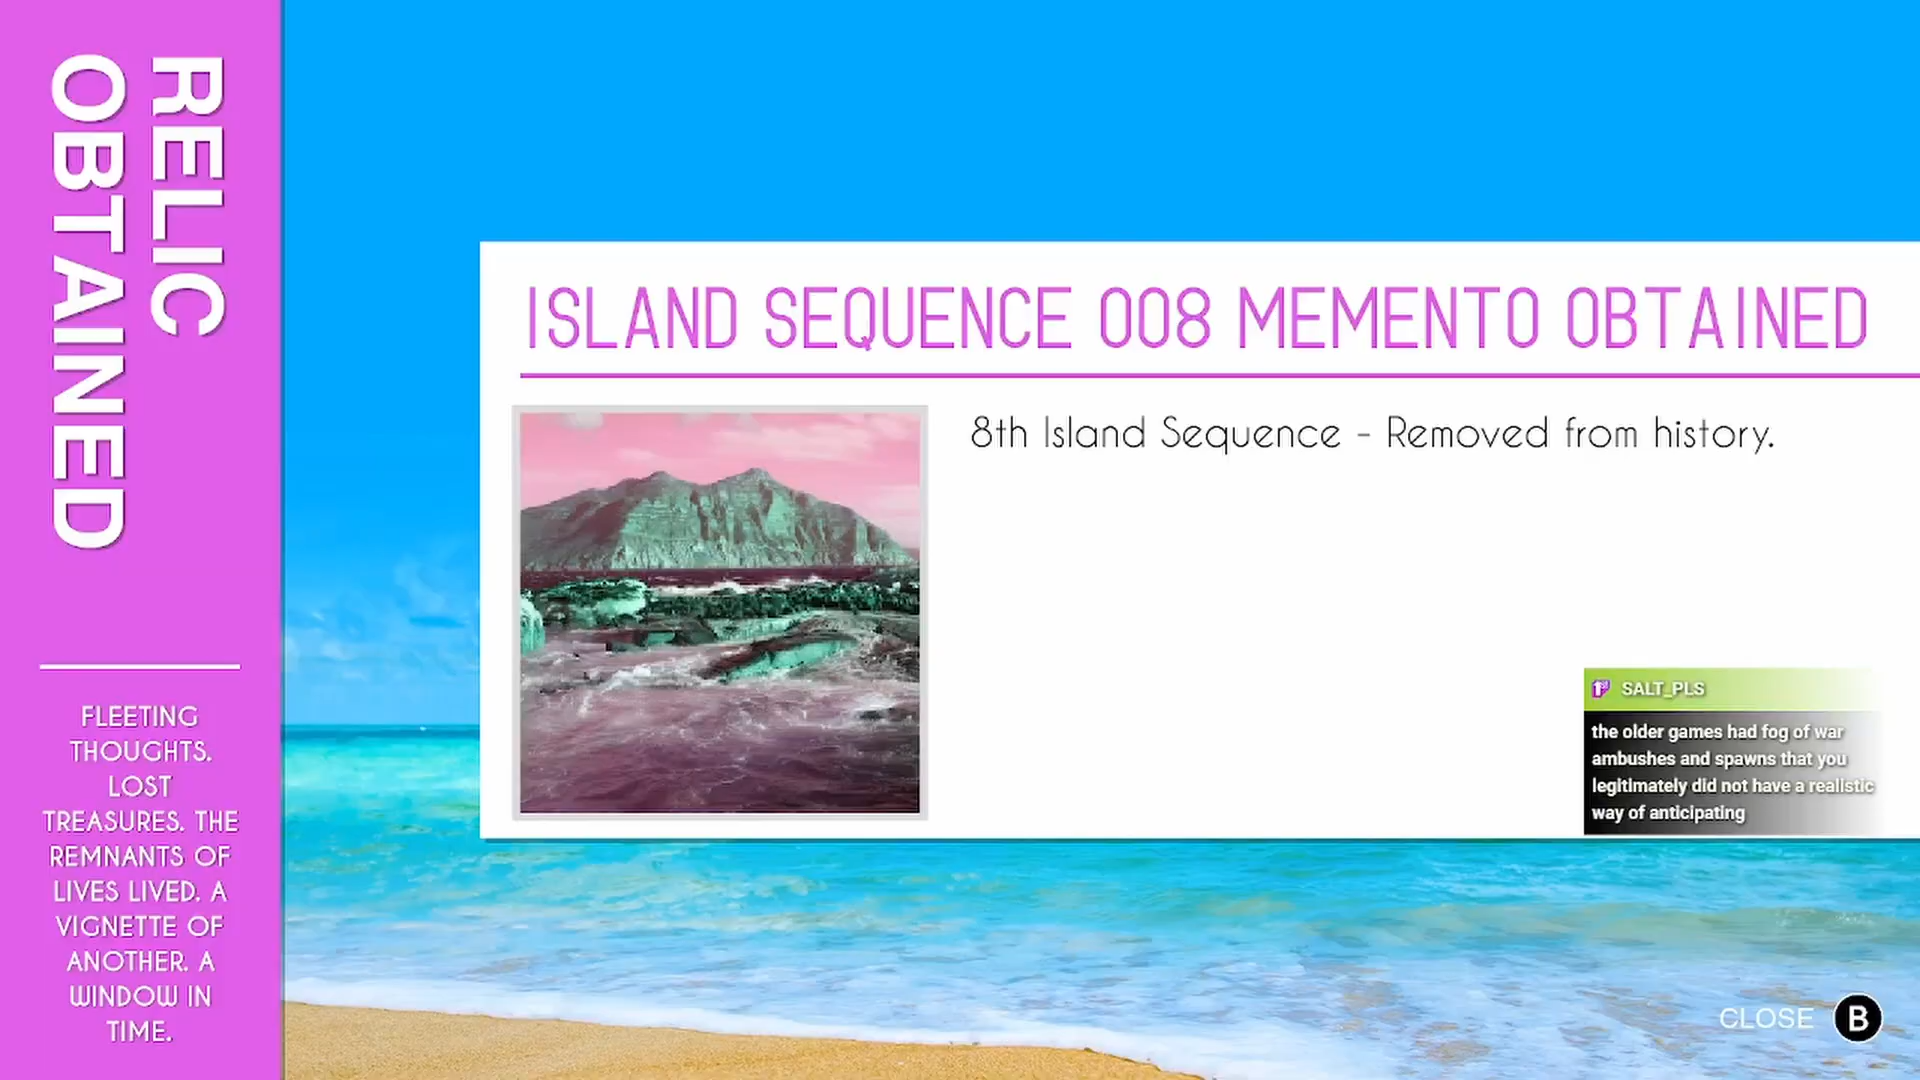 RELIC
OBTAINED
FLEETING
THOUGHTS.
LOST
TREASURES. THE
REMNANTS OF
LIVES LIVED. A
VIGNETTE OF
ANOTHER. A
WINDOW IN
TIME.
ISLAND SEQUENCE 008 MEMENTO OBTAINED
8th Island Sequence - Removed from history.
SALT_PLS
the older games had fog of war
ambushes and spawns that you
legitimately did not have a realistic
way of anticipating
CLOSE B